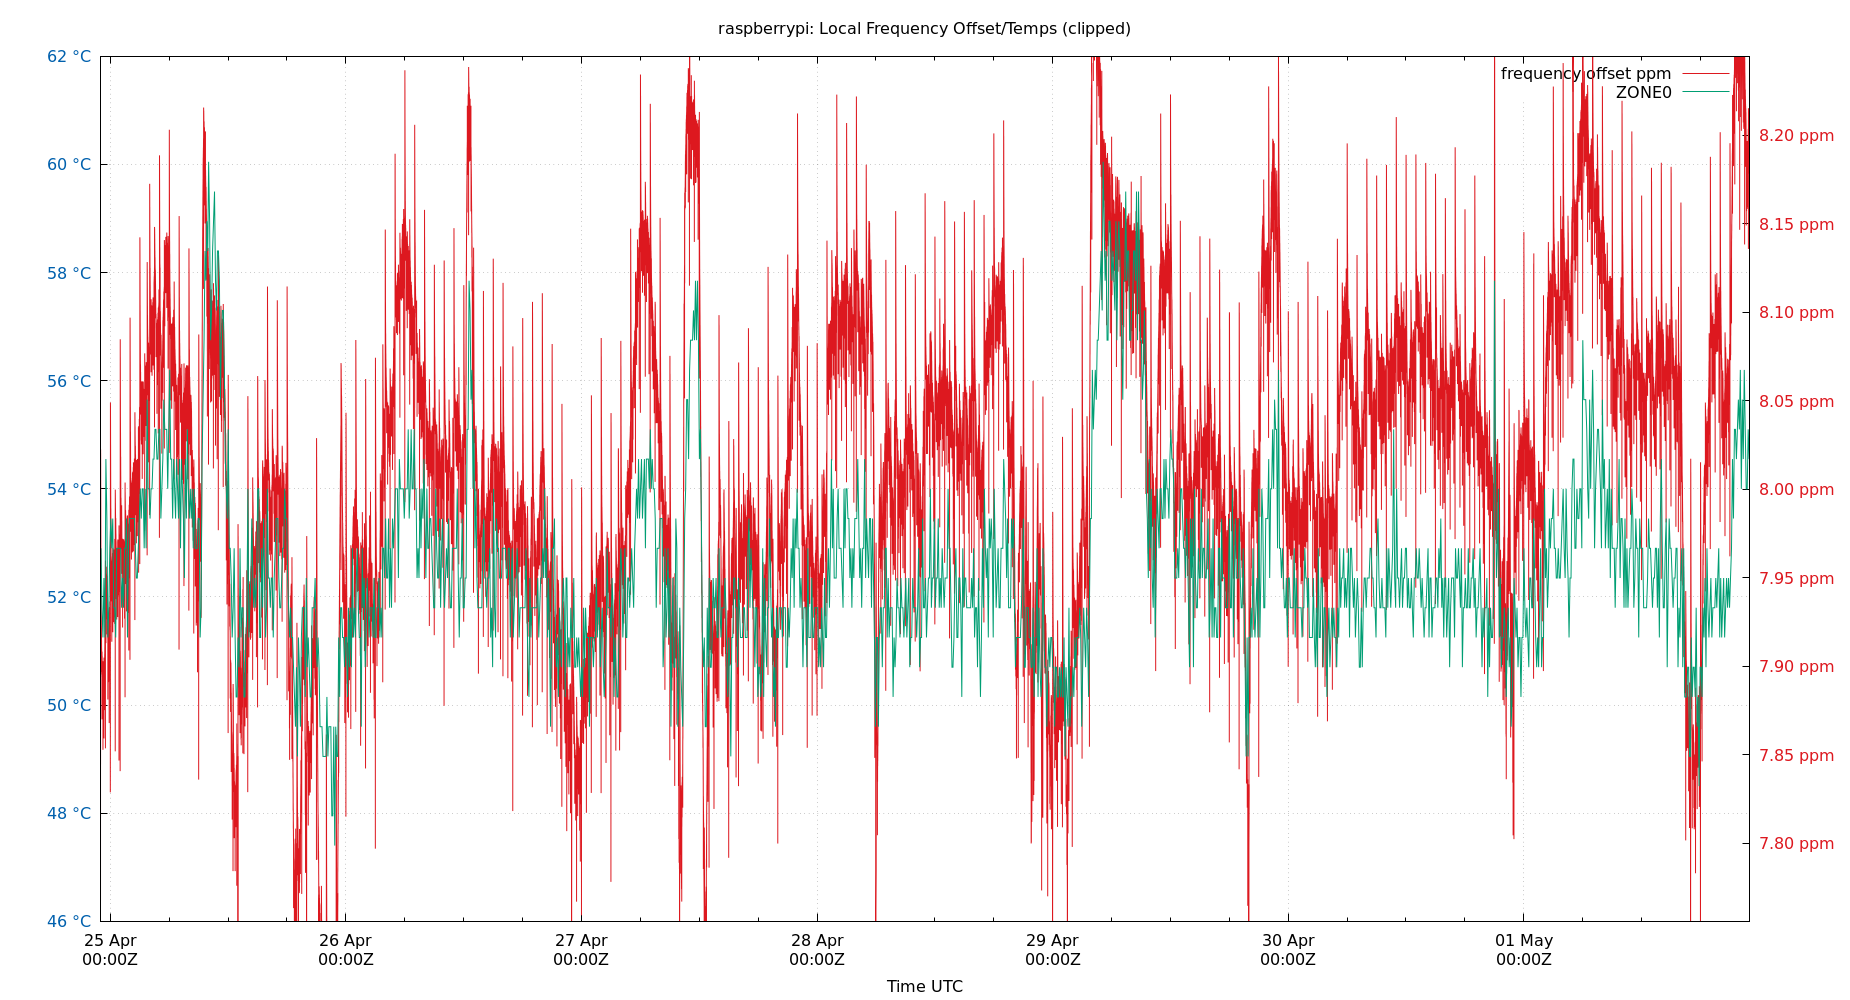 raspberrypi: Local Frequency Offset/Temps (clipped)
frequency offset ppm
ZONE0
62 °C
60 °C
58 °C
56 °C
54 °C
52 °C
50 °C
48 °C
46 °C
8.20 ppm
8.15 ppm
8.10 ppm
8.05 ppm
8.00 ppm
7.95 ppm
7.90 ppm
7.85 ppm
7.80 ppm
25 Apr 26 Apr 27 Apr 28 Apr 29 Apr 30 Apr 01 May
00:00Z 00:00Z 00:00Z 00:00Z 00:00Z 00:00Z 00:00Z
Time UTC